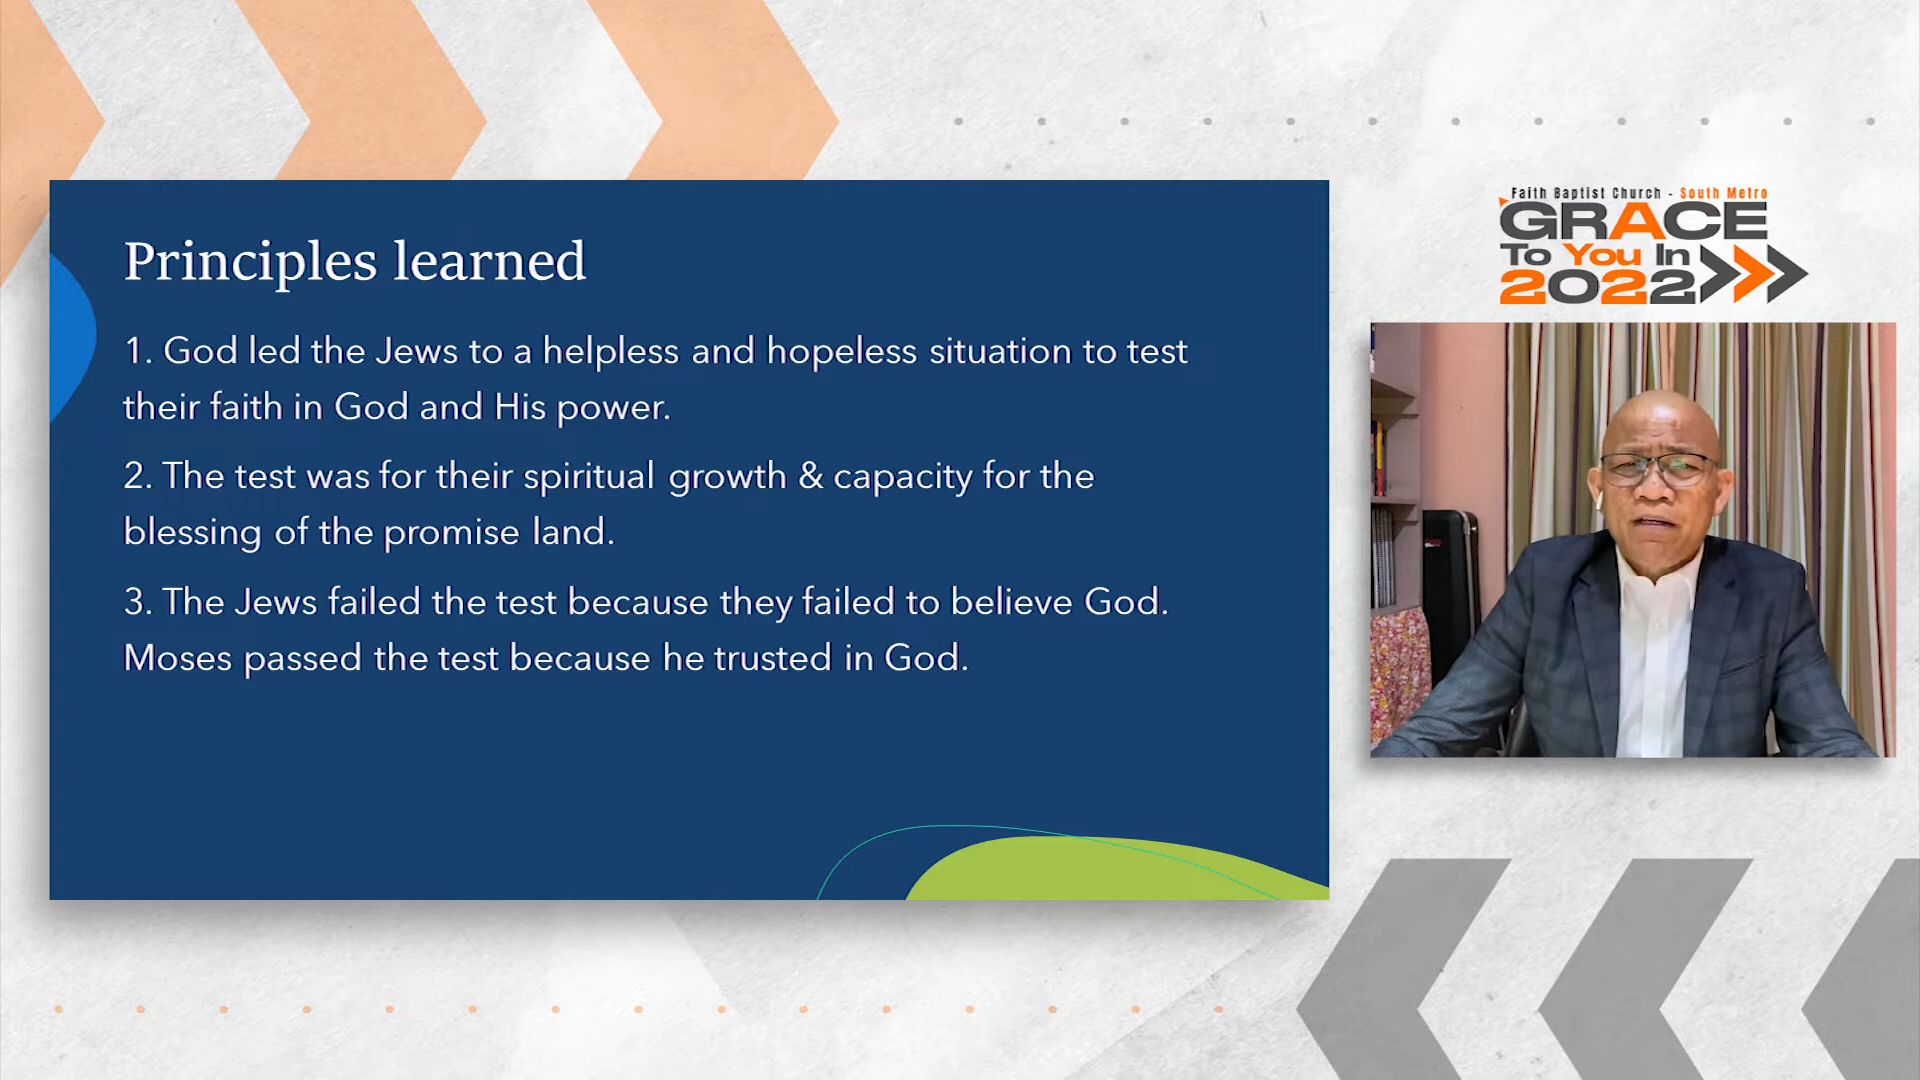 Principles learned
1. God led the Jews to a helpless and hopeless situation to test
their faith in God and His power.
2. The test was for their spiritual growth & capacity for the
blessing of the promise land.
3. The Jews failed the test because they failed to believe God.
Moses passed the test because he trusted in God.
Faith Baptist Church - South Metro
GRACE
To You In
2022